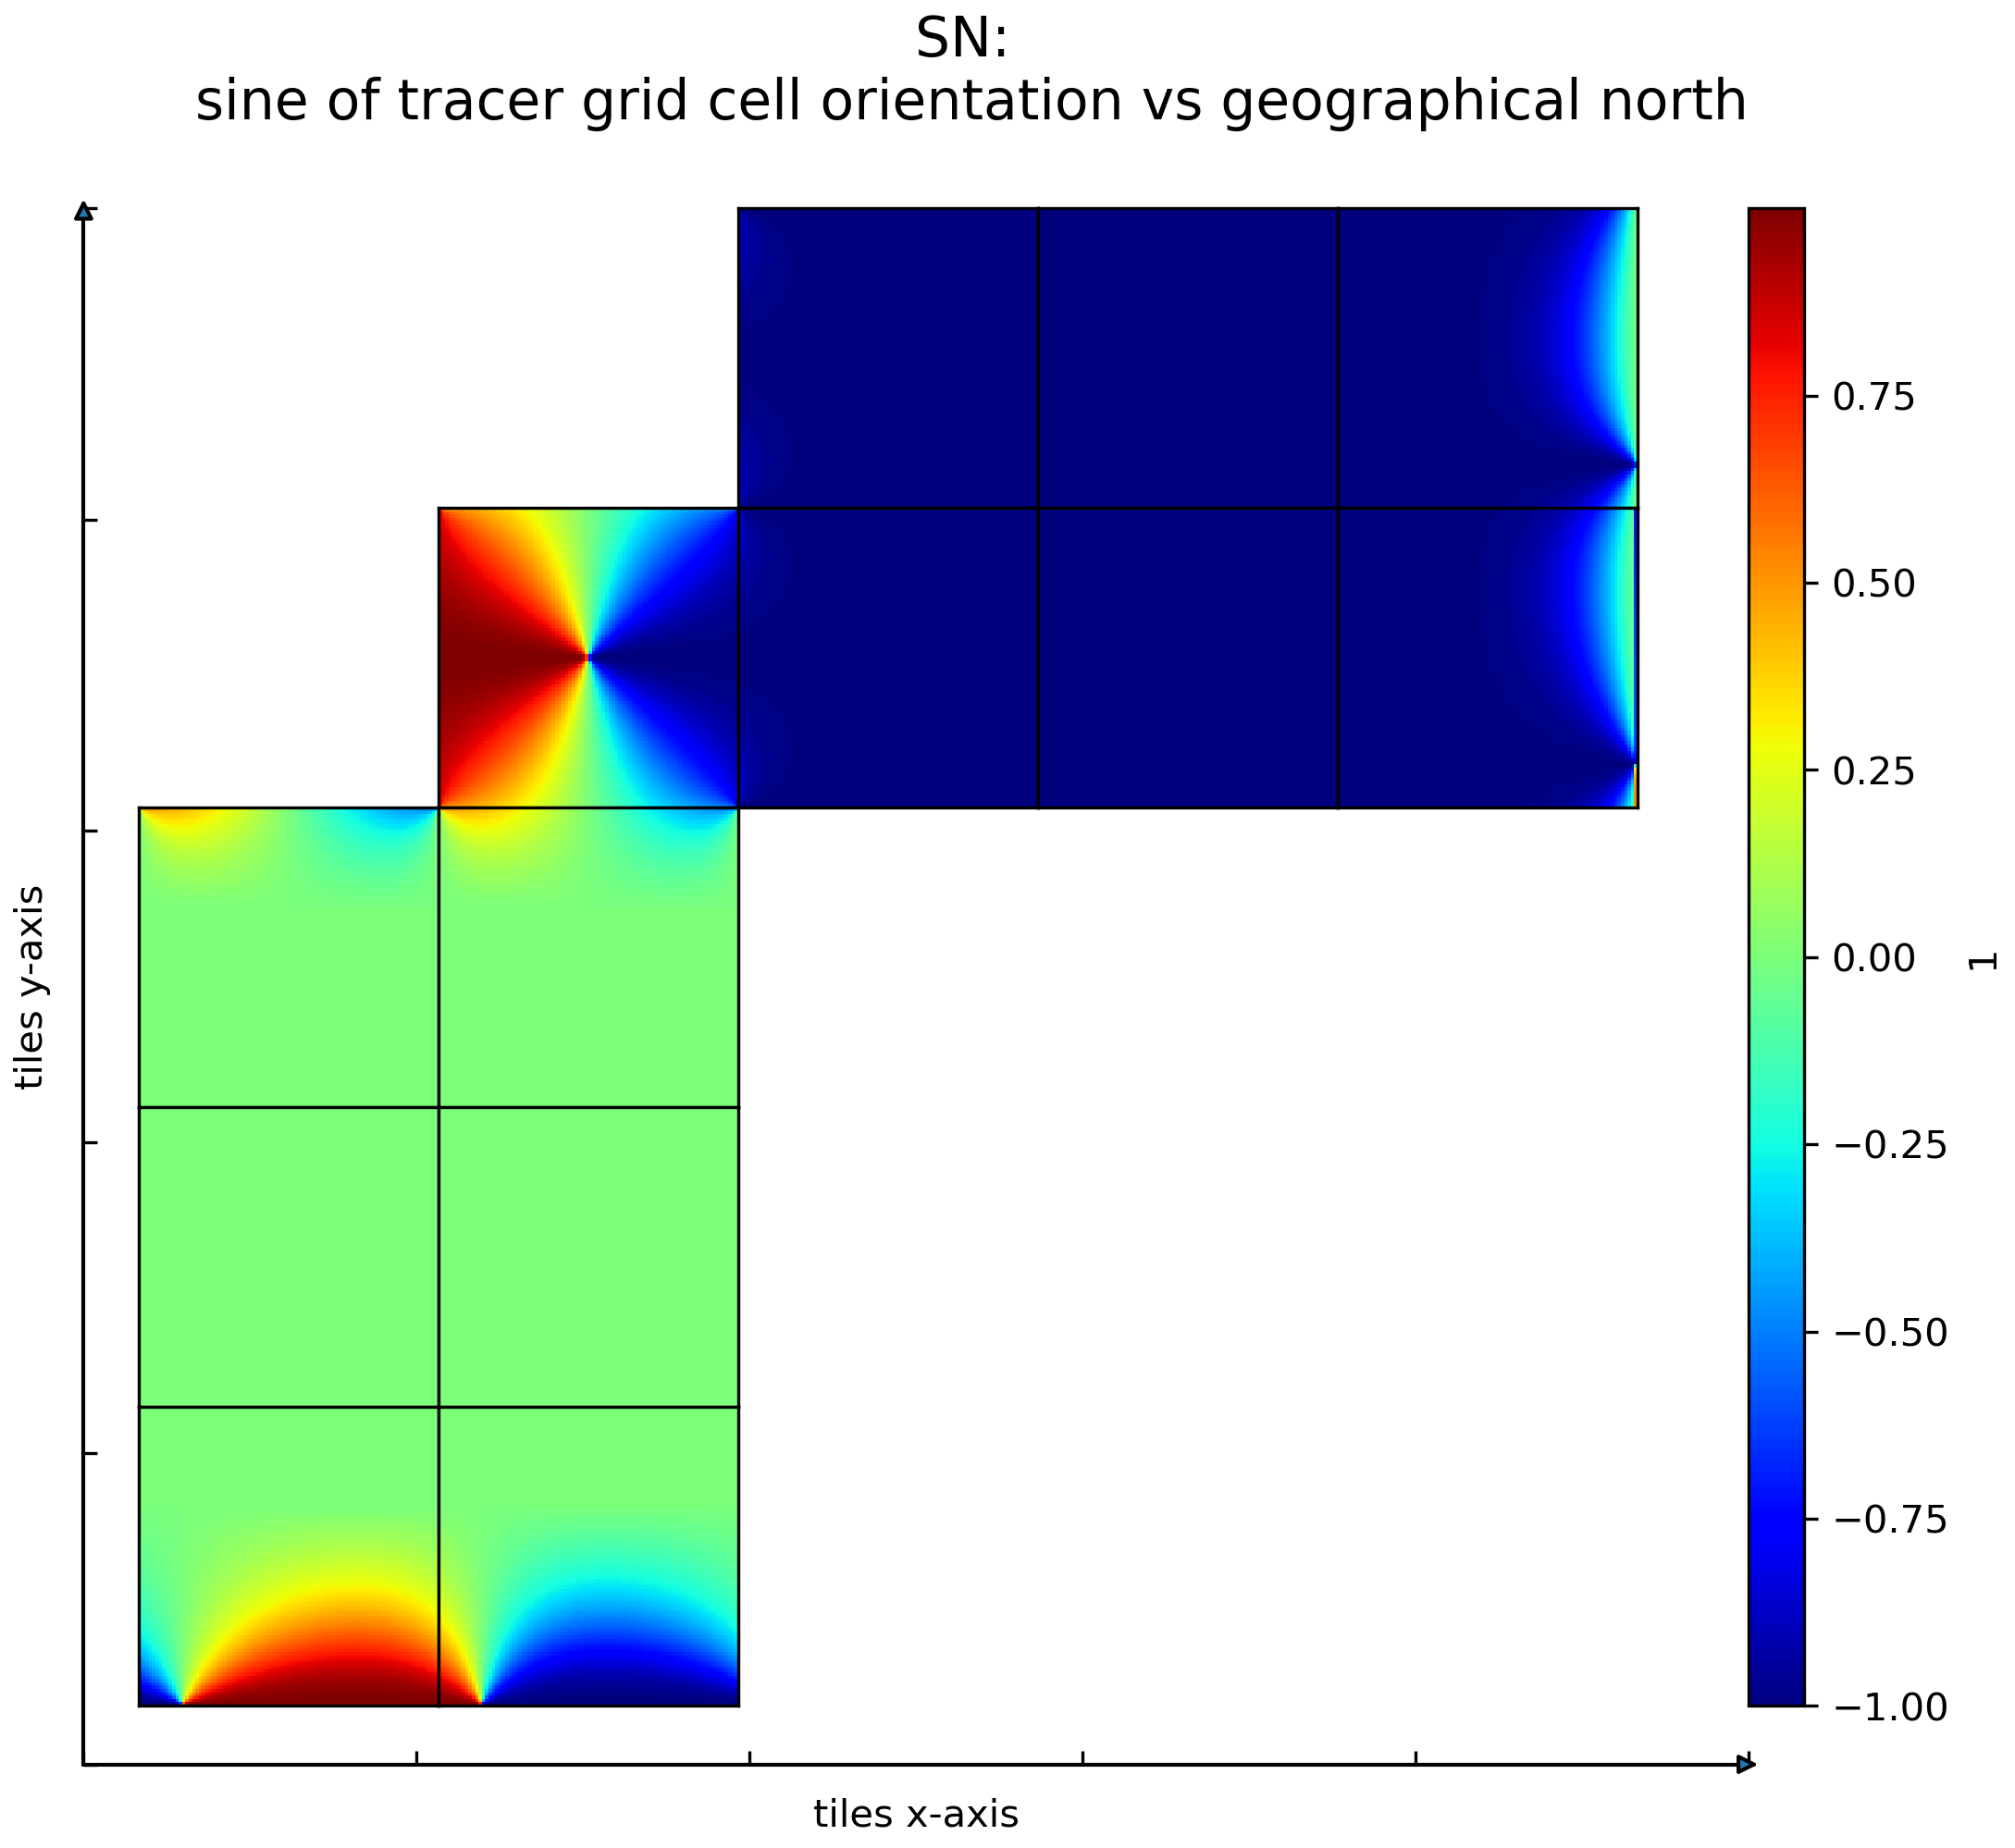 SN:
sine of tracer grid cell orientation vs geographical north
0.75
0.50
0.25
0.00
−0.25
−0.50
−0.75
−1.00
1
tiles y-axis
tiles x-axis